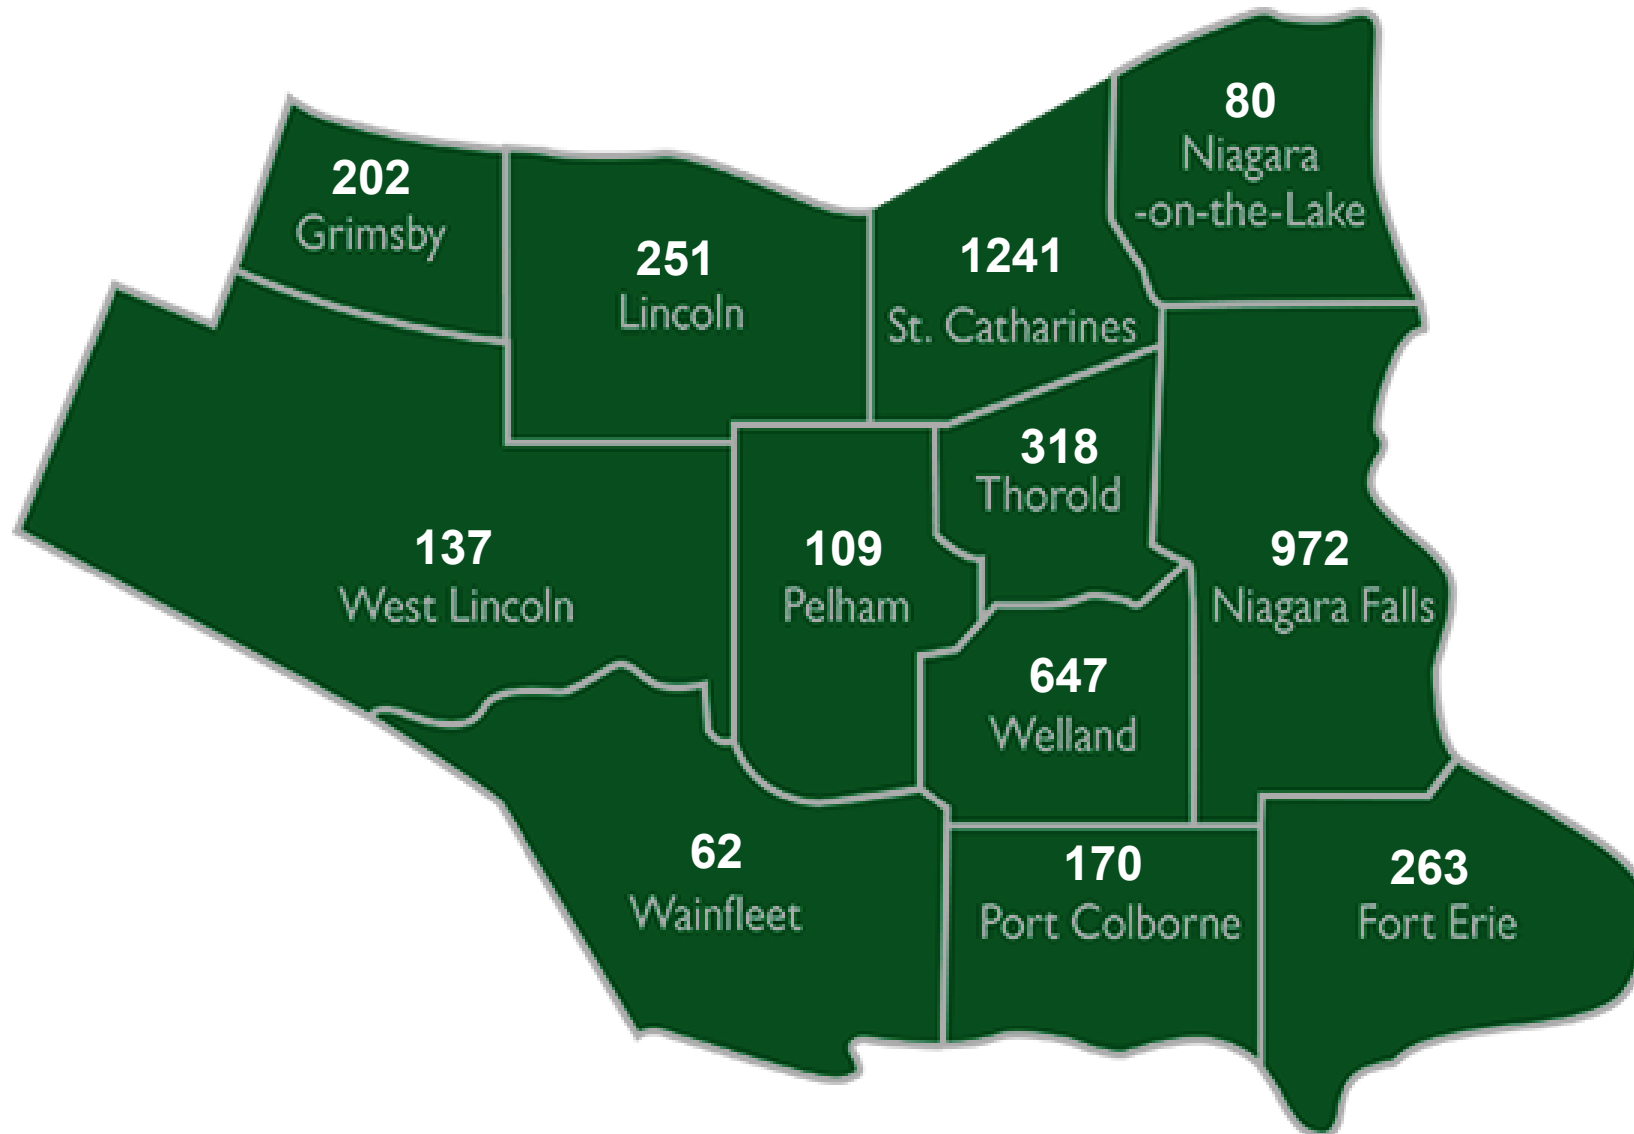 80
Niagara
-on-the-Lake
202
Grimsby
251
Lincoln
1241
St. Catharines
318
Thorold
137
West Lincoln
109
Pelham
972
Niagara Falls
647
Welland
62
Wainfleet
170
Port Colborne
263
Fort Erie